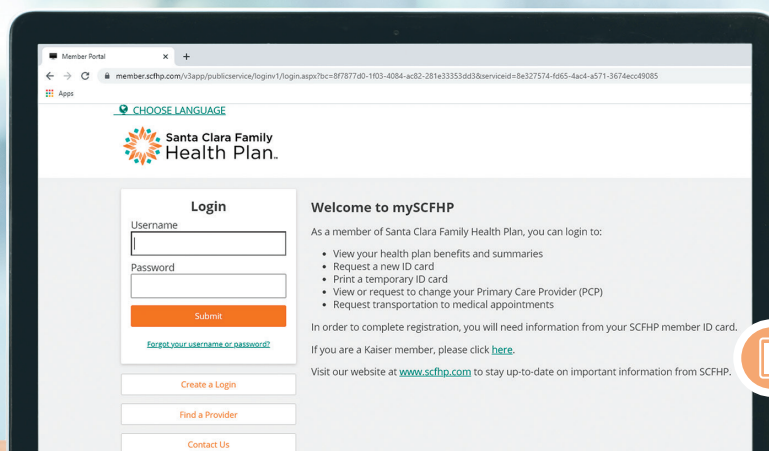 Member Portal
member.scfhp.com/v3app/publicservice/loginv1/login.aspx?bc=8f7877d0-1f03-4084-ac82-281e33353dd3&serviceid=8e327574-fd65-4ac4-a571-3674ecc49085
Apps
CHOOSE LANGUAGE
Santa Clara Family
Health Plan™
Login
Username
Password
Submit
Forgot your username or password?
Create a Login
Find a Provider
Contact Us
Welcome to mySCFHP
As a member of Santa Clara Family Health Plan, you can login to:
• View your health plan benefits and summaries
• Request a new ID card
• Print a temporary ID card
• View or request to change your Primary Care Provider (PCP)
• Request transportation to medical appointments
In order to complete registration, you will need information from your SCFHP member ID card.
If you are a Kaiser member, please click here.
Visit our website at www.scfhp.com to stay up-to-date on important information from SCFHP.